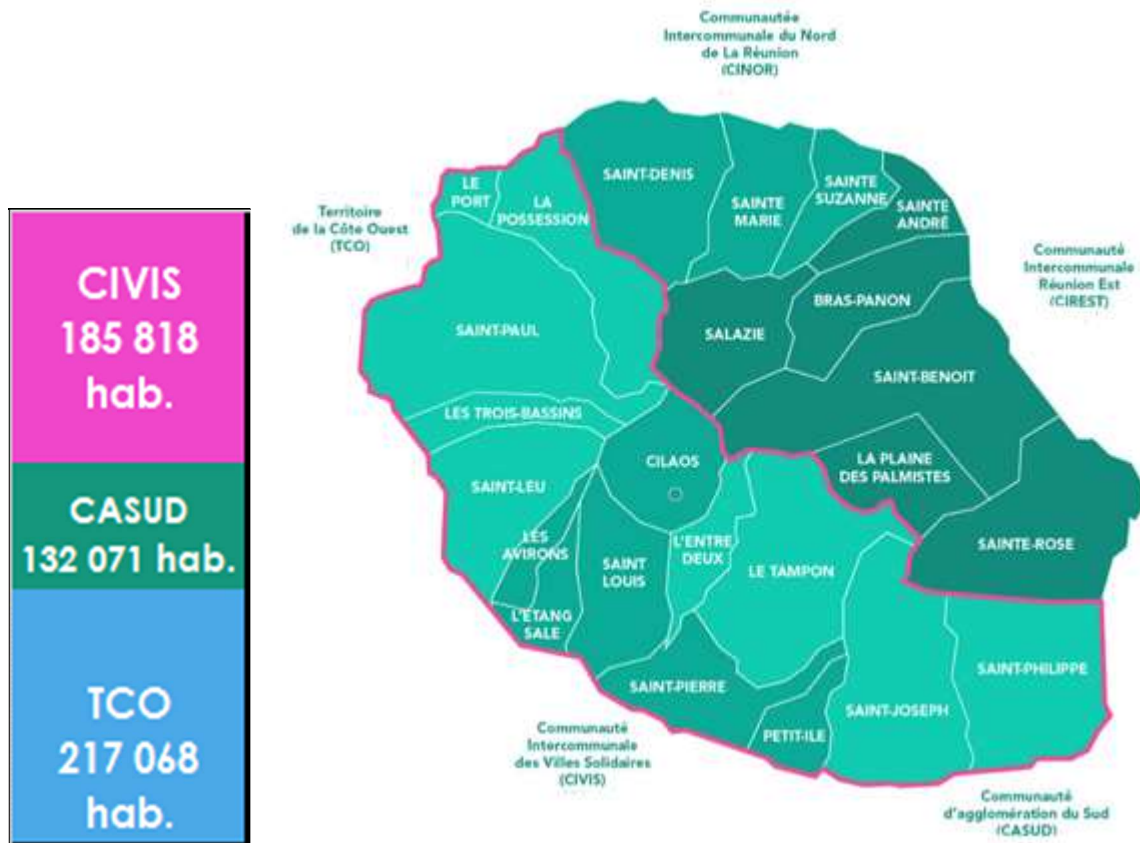 CIVIS
185 818
hab.
CASUD
132 071 hab.
TCO
217 068
hab.
Communautée
Intercommunale du Nord
de La Réunion
(CINOR)
Territoire
de la Côte Ouest
(TCO)
Communauté
Intercommunale
Réunion Est
(CIREST)
LE
PORT
LA
POSSESSION
SAINT-DENIS
SAINTE
MARIE
SAINTE
SUZANNE
SAINTE
ANDRÉ
SAINT-PAUL
SALAZIE
BRAS-PANON
SAINT-BENOIT
LES TROIS-BASSINS
CILAOS
LA PLAINE
DES PALMISTES
SAINT-LEU
LES
AVIRONS
SAINT
LOUIS
L'ENTRE
DEUX
LE TAMPON
SAINTE-ROSE
L'ÉTANG
SALE
SAINT-PIERRE
PETIT-ILE
SAINT-JOSEPH
SAINT-PHILIPPE
Communauté
Intercommunale
des Villes Solidaires
(CIVIS)
Communauté
d'agglomération du Sud
(CASUD)